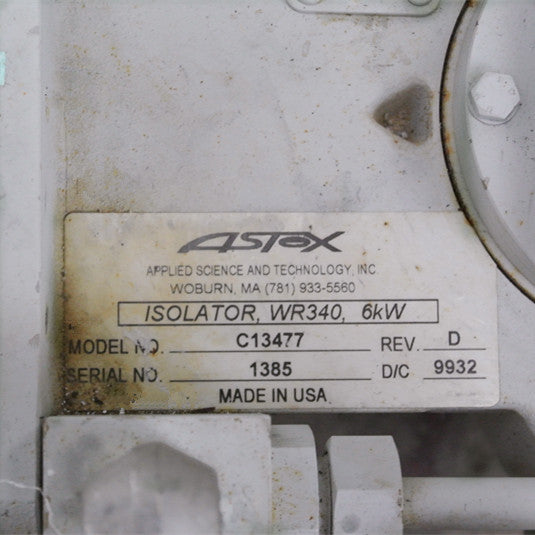 ASTeX
APPLIED SCIENCE AND TECHNOLOGY, INC.
WOBURN, MA (781) 933-5560
ISOLATOR, WR340, 6kW
MODEL NO. C13477 REV. D
SERIAL NO. 1385 D/C 9932
MADE IN USA